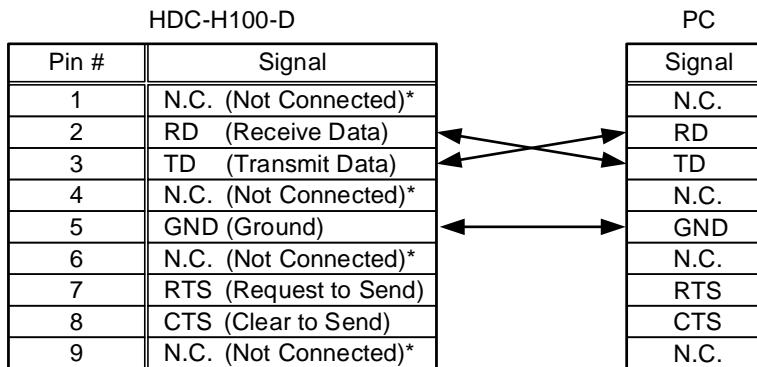 HDC-H100-D PC
Pin # Signal Signal
1 N.C. (Not Connected)* N.C.
2 RD (Receive Data) RD
3 TD (Transmit Data) TD
4 N.C. (Not Connected)* N.C.
5 GND (Ground) GND
6 N.C. (Not Connected)* N.C.
7 RTS (Request to Send) RTS
8 CTS (Clear to Send) CTS
9 N.C. (Not Connected)* N.C.